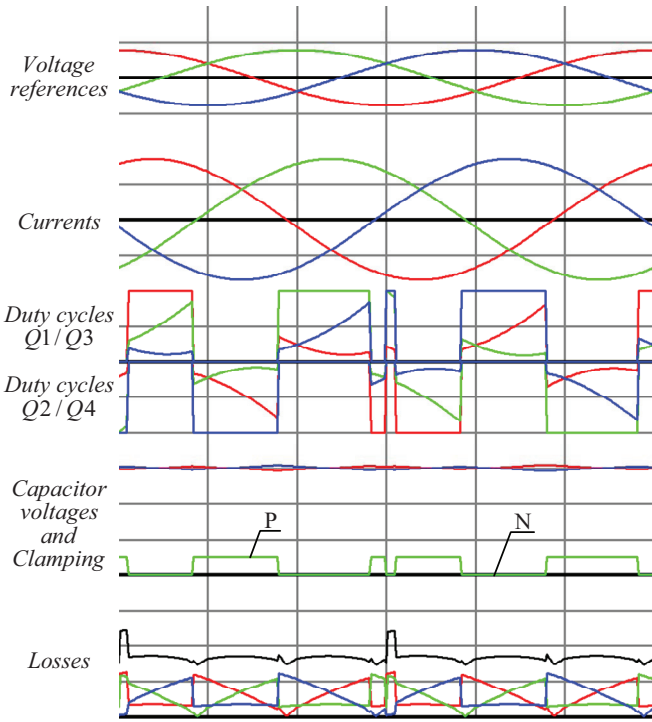 Voltage
references
Currents
Duty cycles
Q1/Q3
Duty cycles
Q2/Q4
Capacitor
voltages
and
Clamping
P
N
Losses